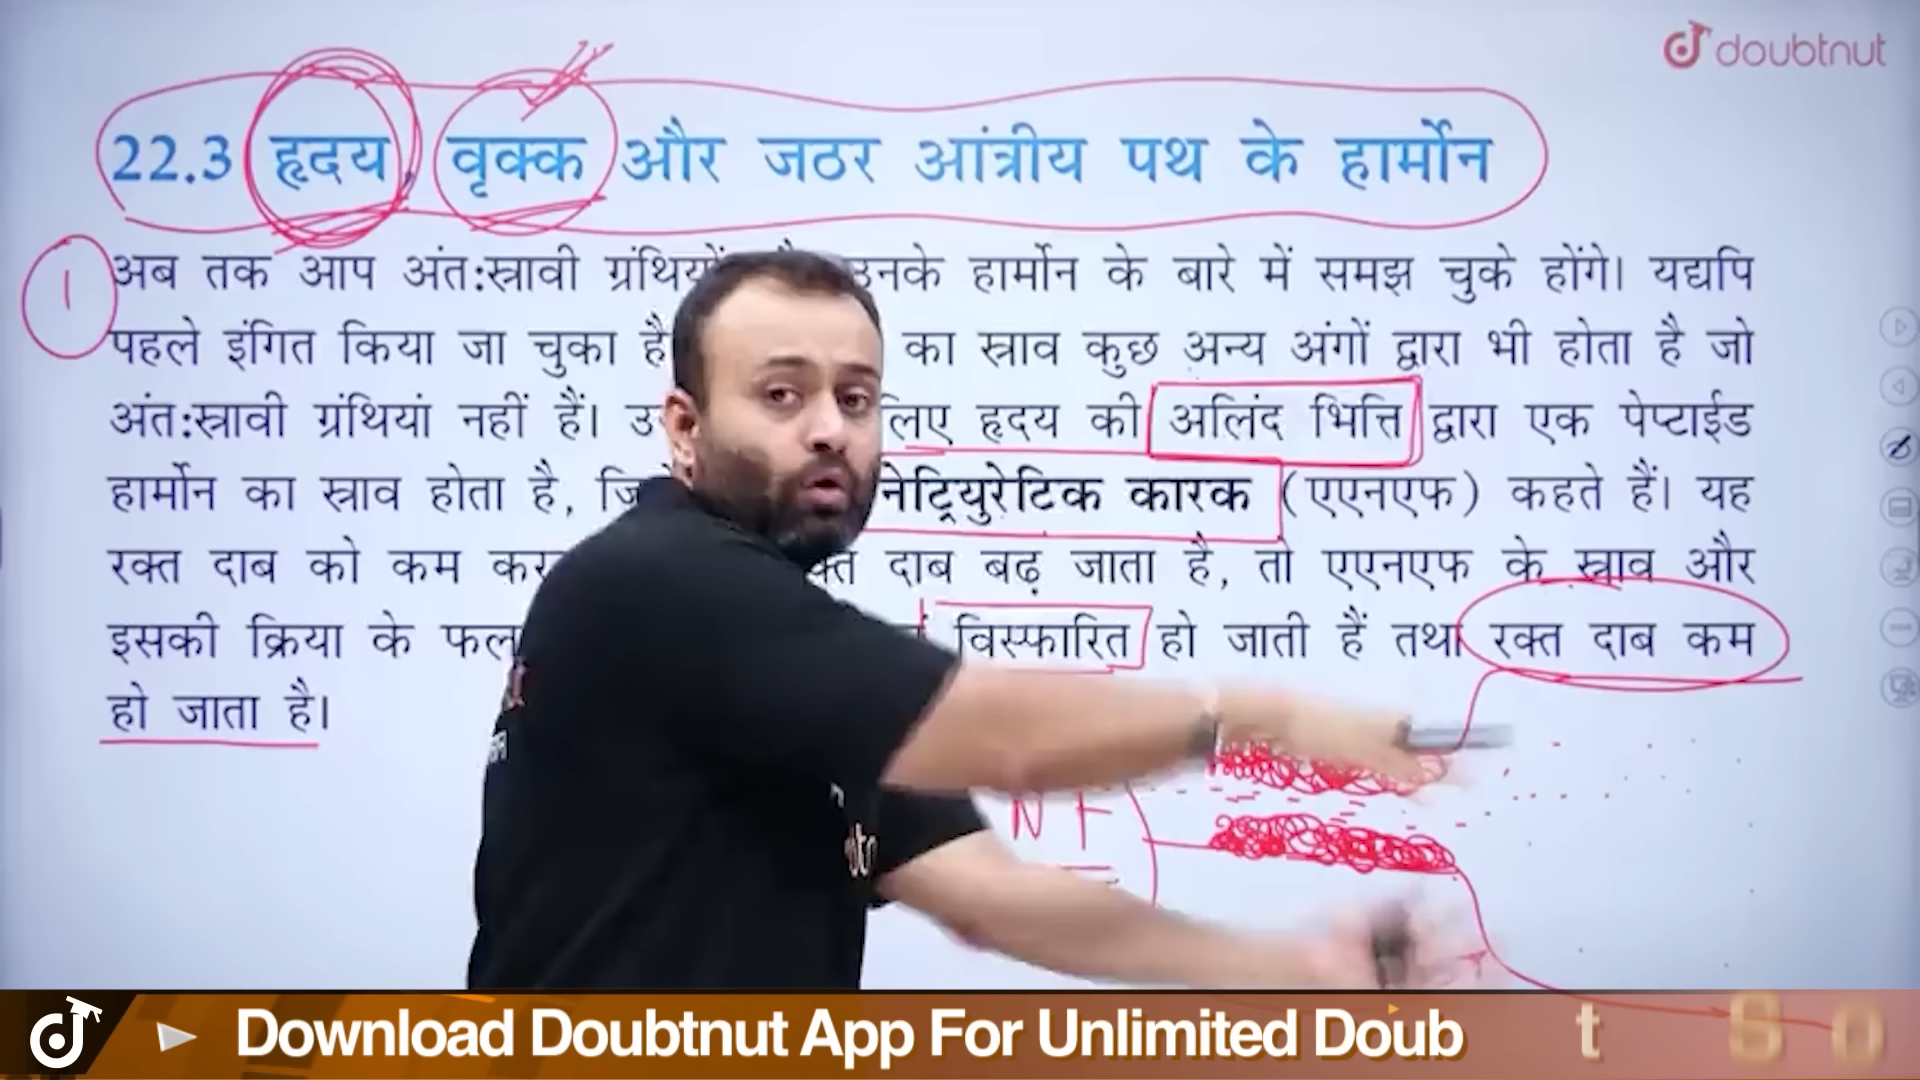 doubtnut
22.3 हृदय, वृक्क और जठर आंत्रीय पथ के हार्मोन
1
अब तक आप अंत:स्रावी ग्रंथियों उनके हार्मोन के बारे में समझ चुके होंगे। यद्यपि
पहले इंगित किया जा चुका है का स्राव कुछ अन्य अंगों द्वारा भी होता है जो
अंत:स्रावी ग्रंथियां नहीं हैं। लिए हृदय की अलिंद भित्ति द्वारा एक पेप्टाईड
हार्मोन का स्राव होता है, नेट्रियुरेटिक कारक (एएनएफ) कहते हैं। यह
रक्त दाब को कम दाब बढ़ जाता है, तो एएनएफ के स्राव और
इसकी क्रिया के विस्फारित हो जाती हैं तथा रक्त दाब कम
हो जाता है।
N F
Download Doubtnut App For Unlimited Doub t S o